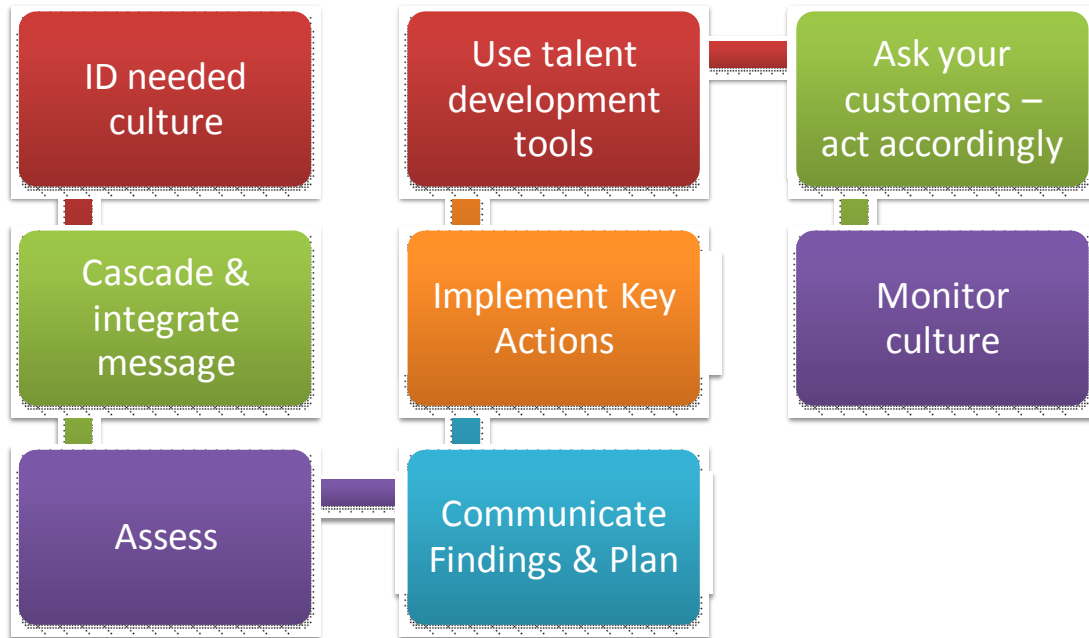 ID needed
culture
Cascade &
integrate
message
Assess
Communicate
Findings & Plan
Implement Key
Actions
Use talent
development
tools
Ask your
customers –
act accordingly
Monitor
culture